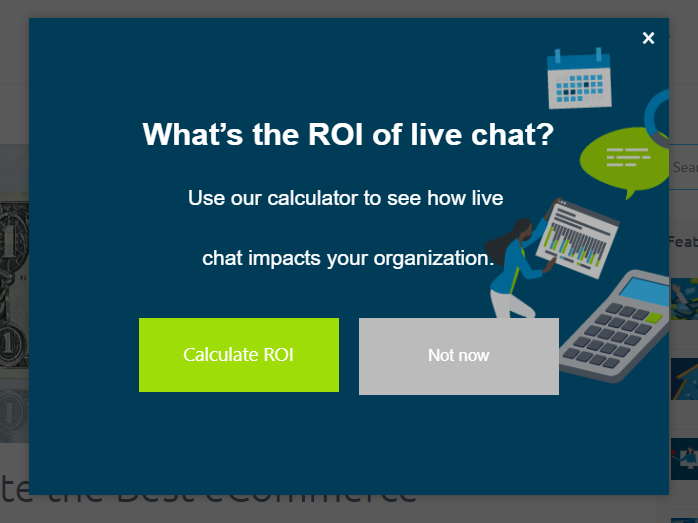 ×
What's the ROI of live chat?
Use our calculator to see how live
chat impacts your organization.
Calculate ROI
Not now
Sear
Feat
te the Best eCommerce